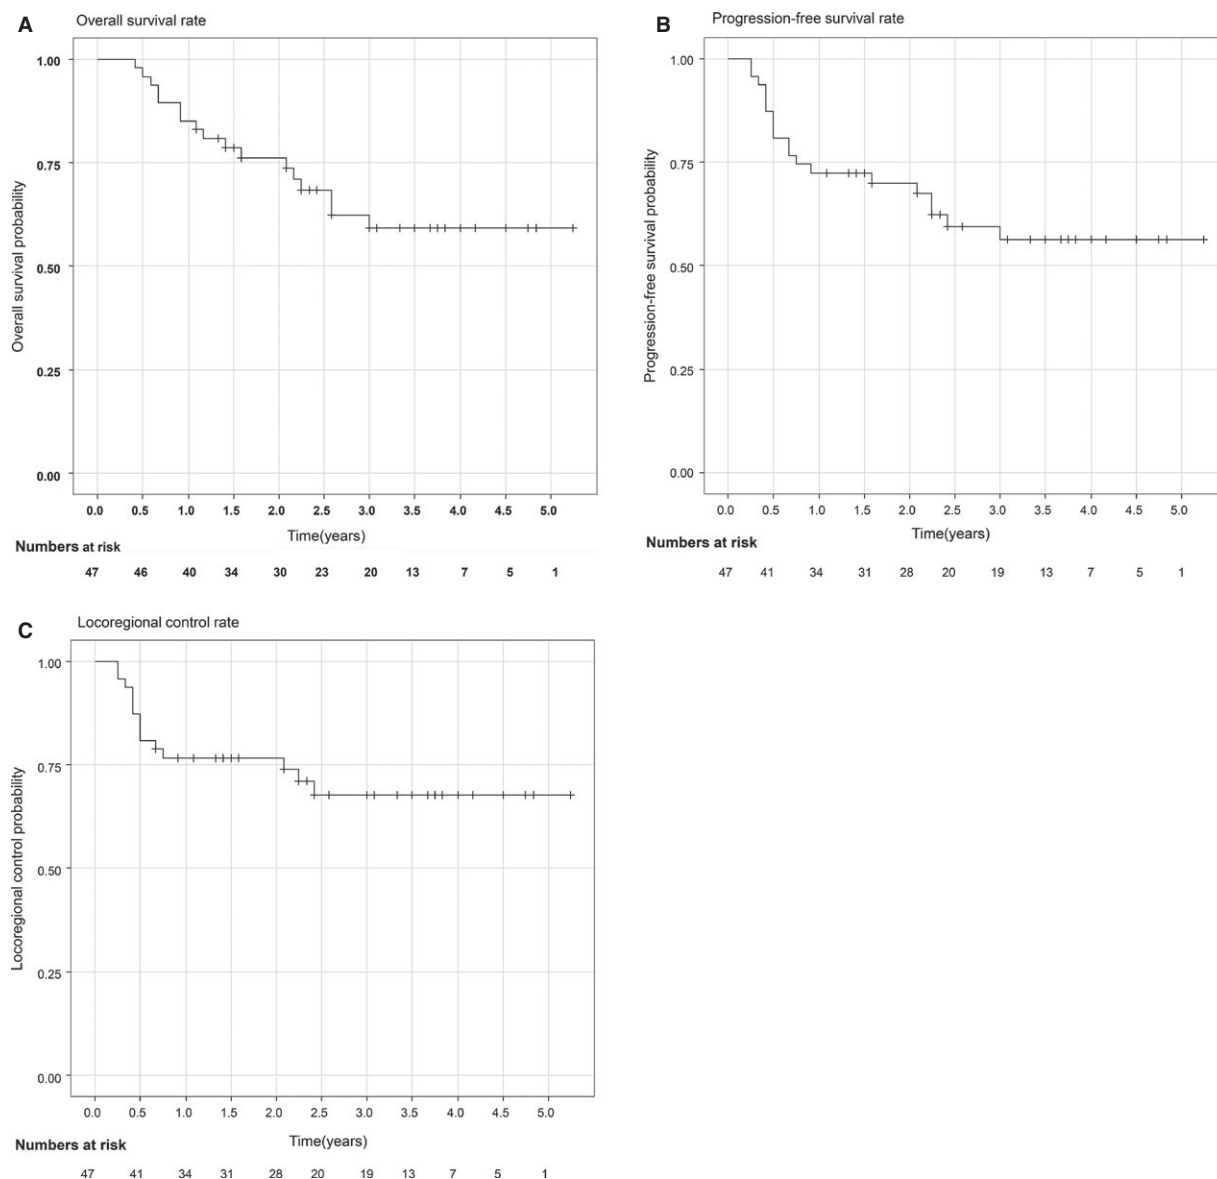 A Overall survival rate
1.00
0.75
0.50
0.25
0.00
Overall survival probability
0.0 0.5 1.0 1.5 2.0 2.5 3.0 3.5 4.0 4.5 5.0
Time(years)
Numbers at risk
47 46 40 34 30 23 20 13 7 5 1
B Progression-free survival rate
1.00
0.75
0.50
0.25
0.00
Progression-free survival probability
0.0 0.5 1.0 1.5 2.0 2.5 3.0 3.5 4.0 4.5 5.0
Time(years)
Numbers at risk
47 41 34 31 28 20 19 13 7 5 1
C Locoregional control rate
1.00
0.75
0.50
0.25
0.00
Locoregional control probability
0.0 0.5 1.0 1.5 2.0 2.5 3.0 3.5 4.0 4.5 5.0
Time(years)
Numbers at risk
47 41 34 31 28 20 19 13 7 5 1